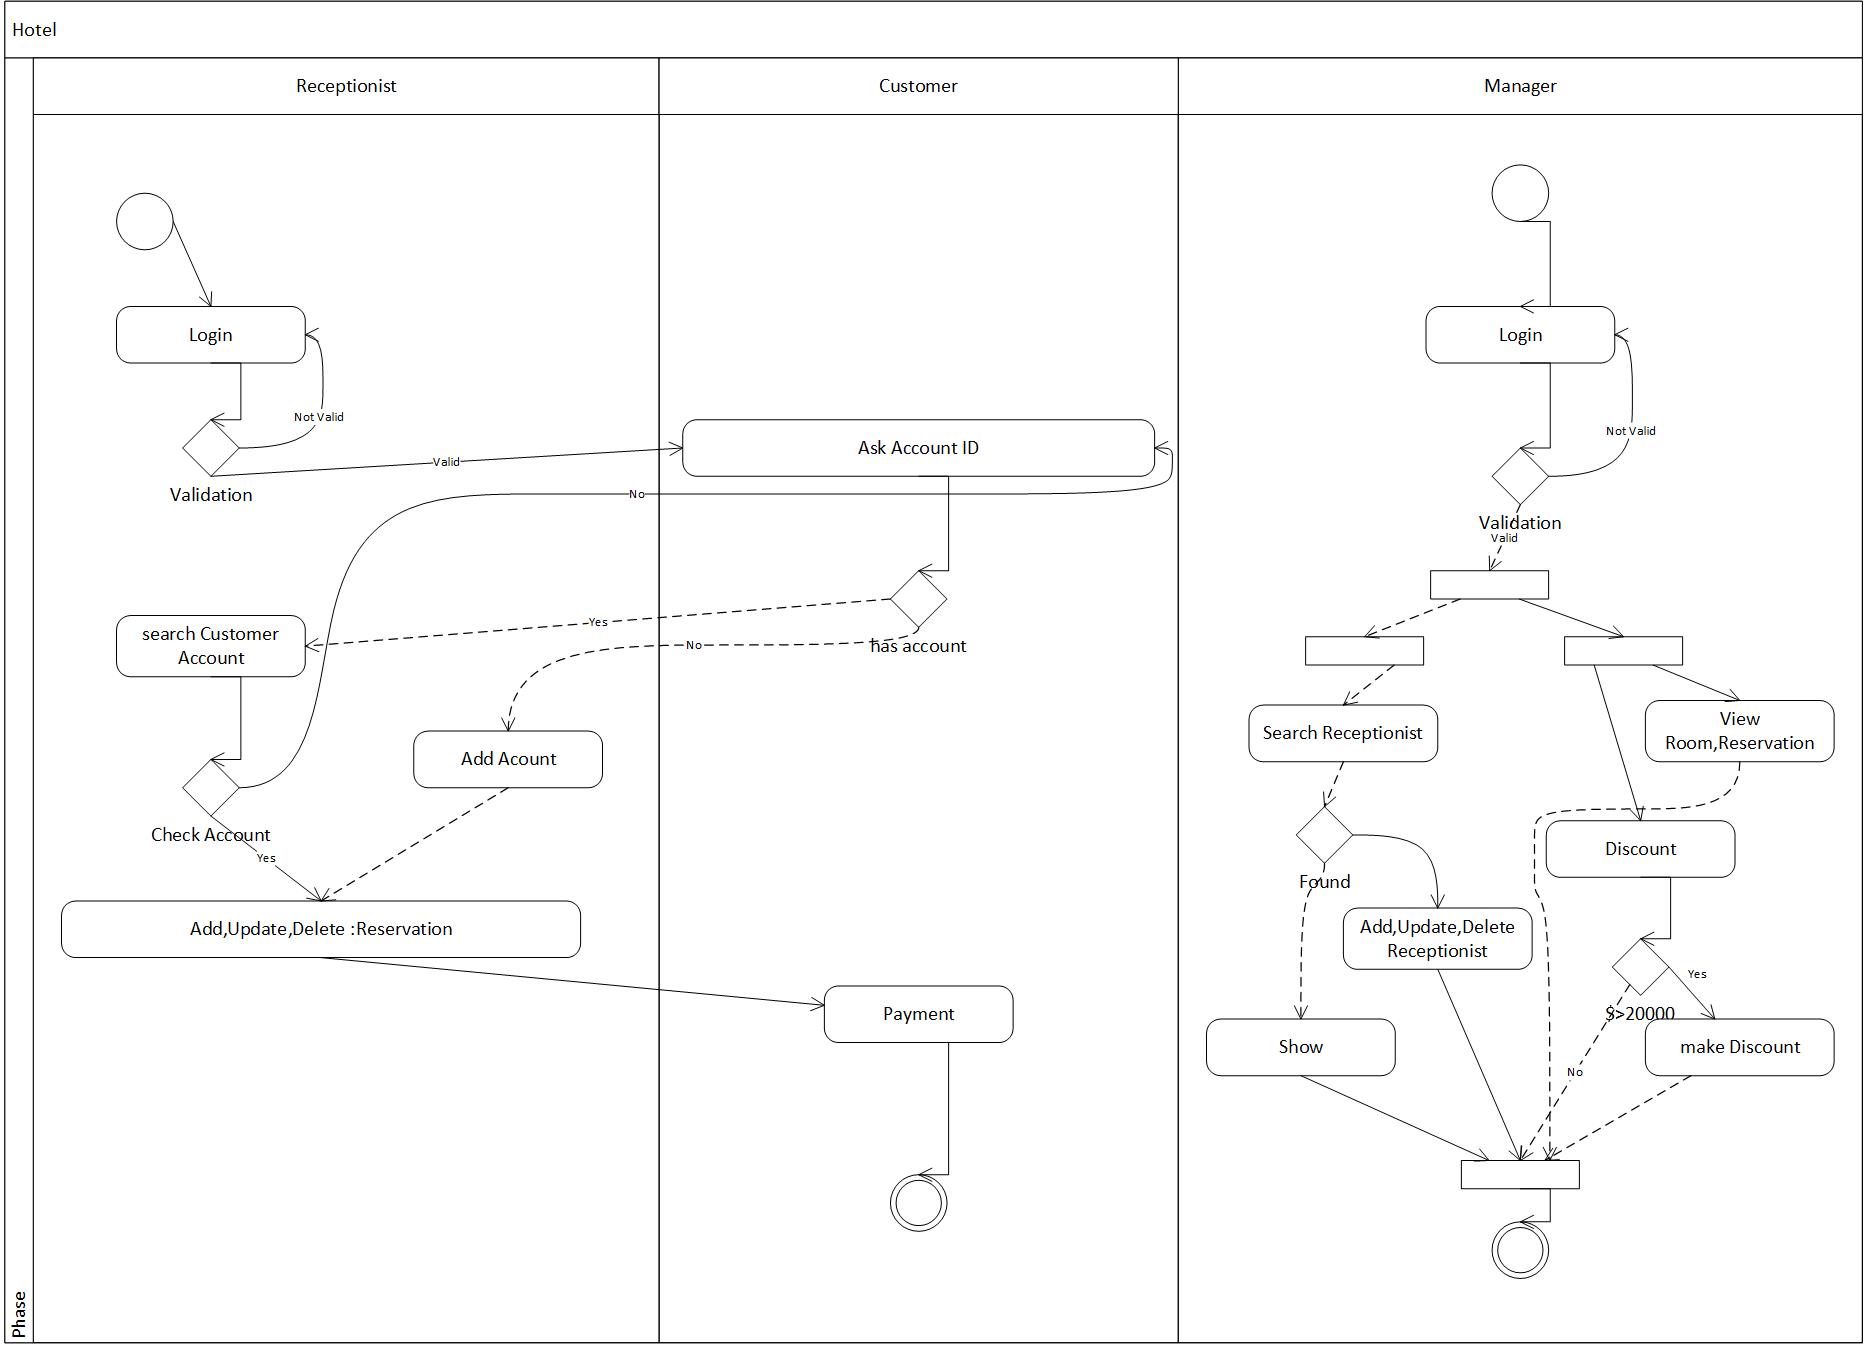 Hotel
Receptionist
Customer
Manager
Login
Not Valid
Validation
Valid
Ask Account ID
No
Login
Not Valid
Validation
Valid
search Customer
Account
Yes
No
has account
Add Acount
Check Account
Yes
Add,Update,Delete :Reservation
Payment
Search Receptionist
View
Room,Reservation
Found
Discount
Add,Update,Delete
Receptionist
Yes
$>20000
Show
make Discount
No
Phase